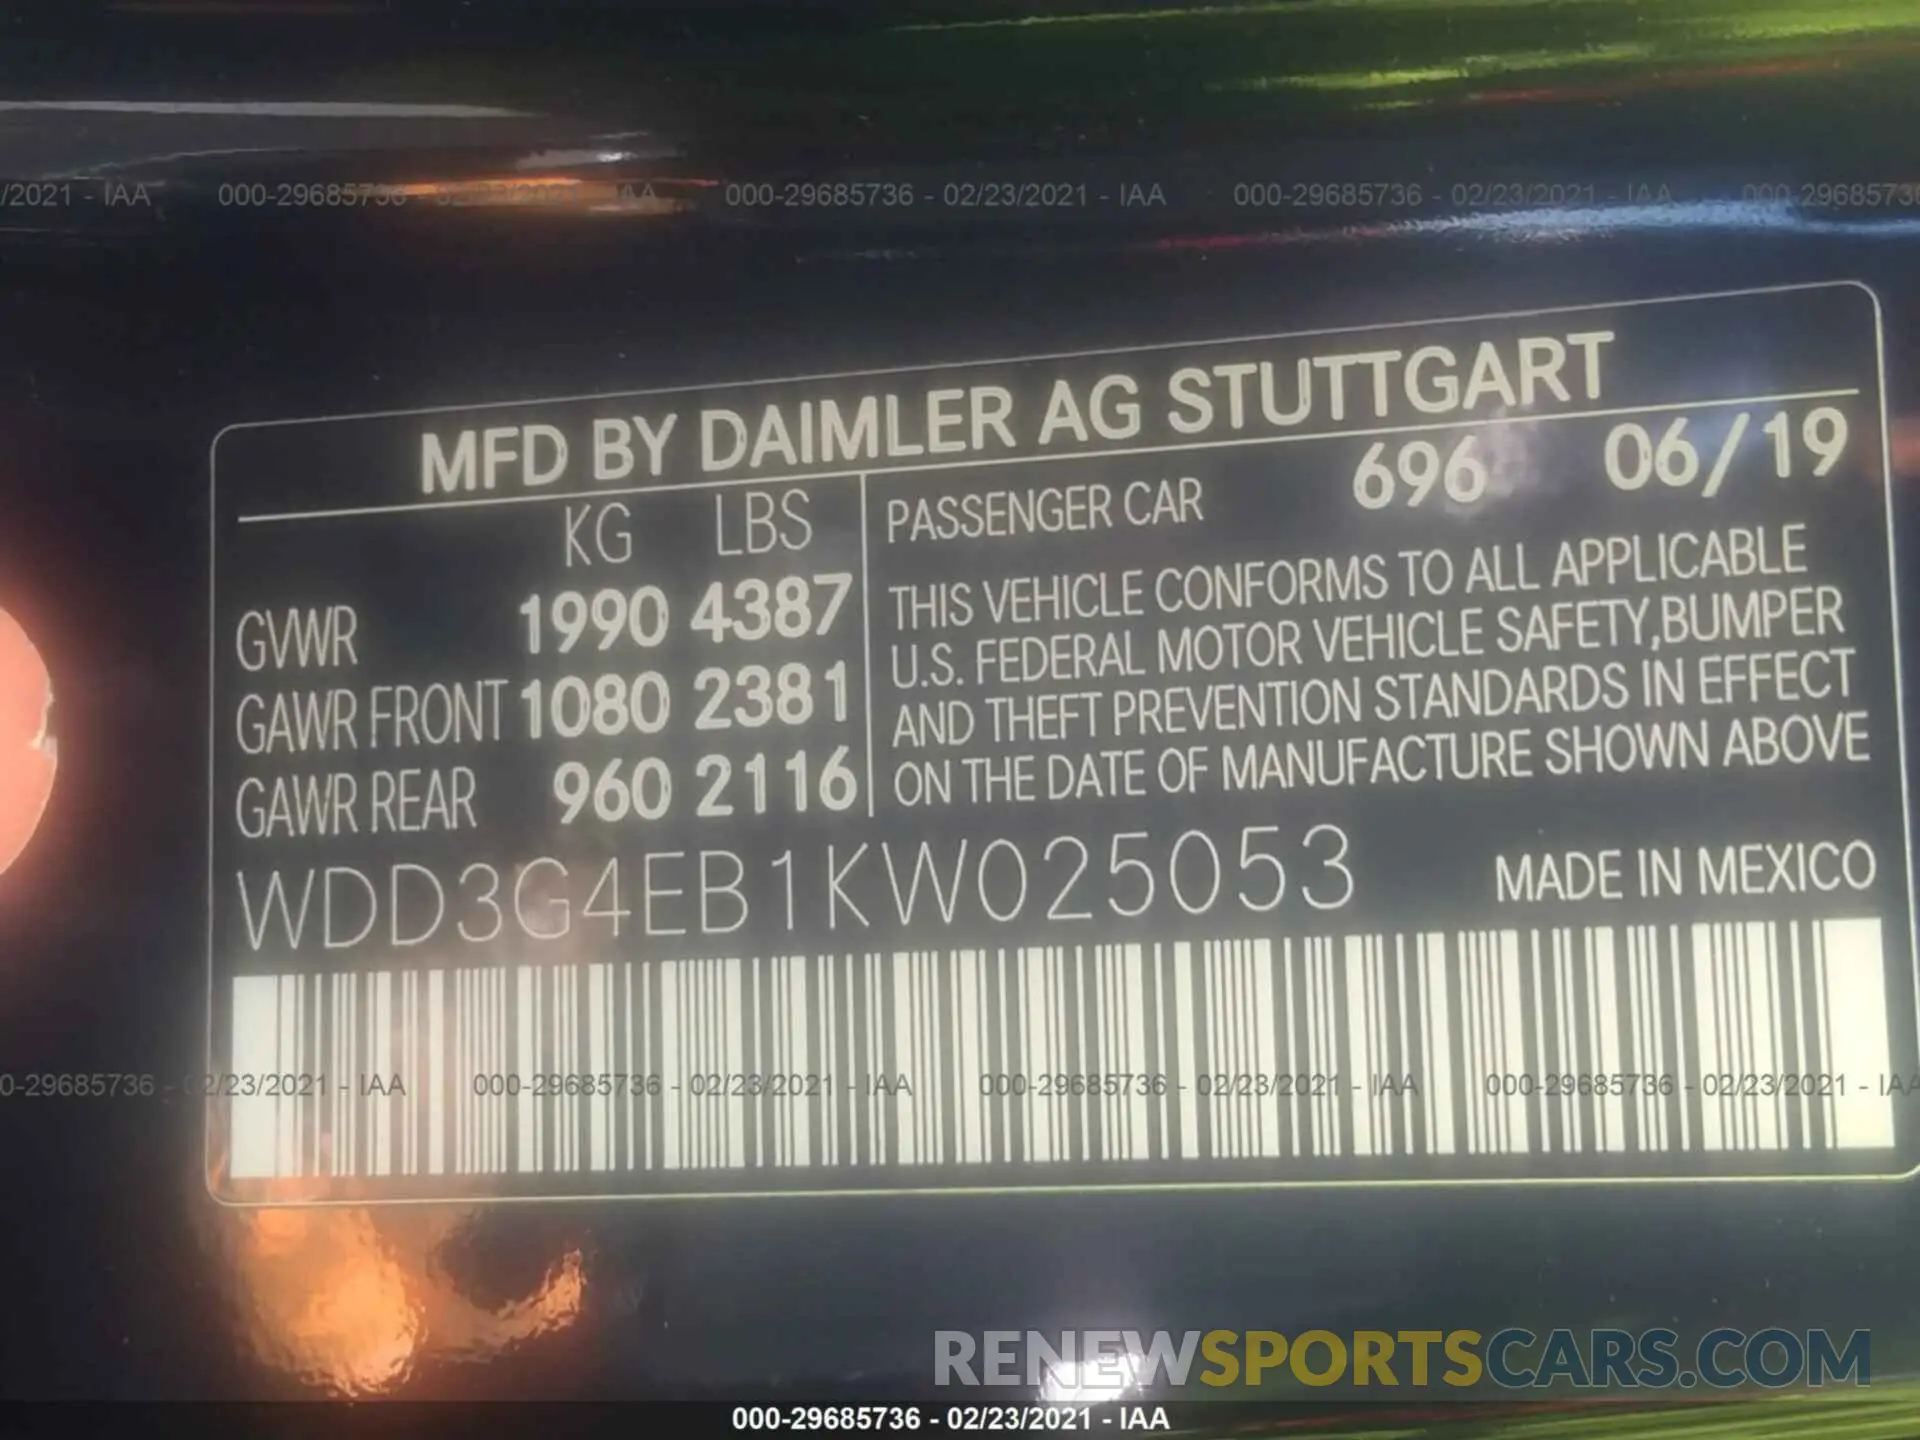 /2021 - IAA 000-29685736 - 02/23/2021 - IAA 000-29685736 - 02/23/2021 - IAA 000-29685736 - 02/23/2021 - IAA 000-2968573
MFD BY DAIMLER AG STUTTGART
KG LBS
GVWR 1990 4387
GAWR FRONT 1080 2381
GAWR REAR 960 2116
PASSENGER CAR 696 06/19
THIS VEHICLE CONFORMS TO ALL APPLICABLE
U.S. FEDERAL MOTOR VEHICLE SAFETY,BUMPER
AND THEFT PREVENTION STANDARDS IN EFFECT
ON THE DATE OF MANUFACTURE SHOWN ABOVE
WDD3G4EB1KW025053 MADE IN MEXICO
0-29685736 - 02/23/2021 - IAA 000-29685736 - 02/23/2021 - IAA 000-29685736 - 02/23/2021 - IAA 000-29685736 - 02/23/2021 - IAA
RENEWSPORTSCARS.COM
000-29685736 - 02/23/2021 - IAA